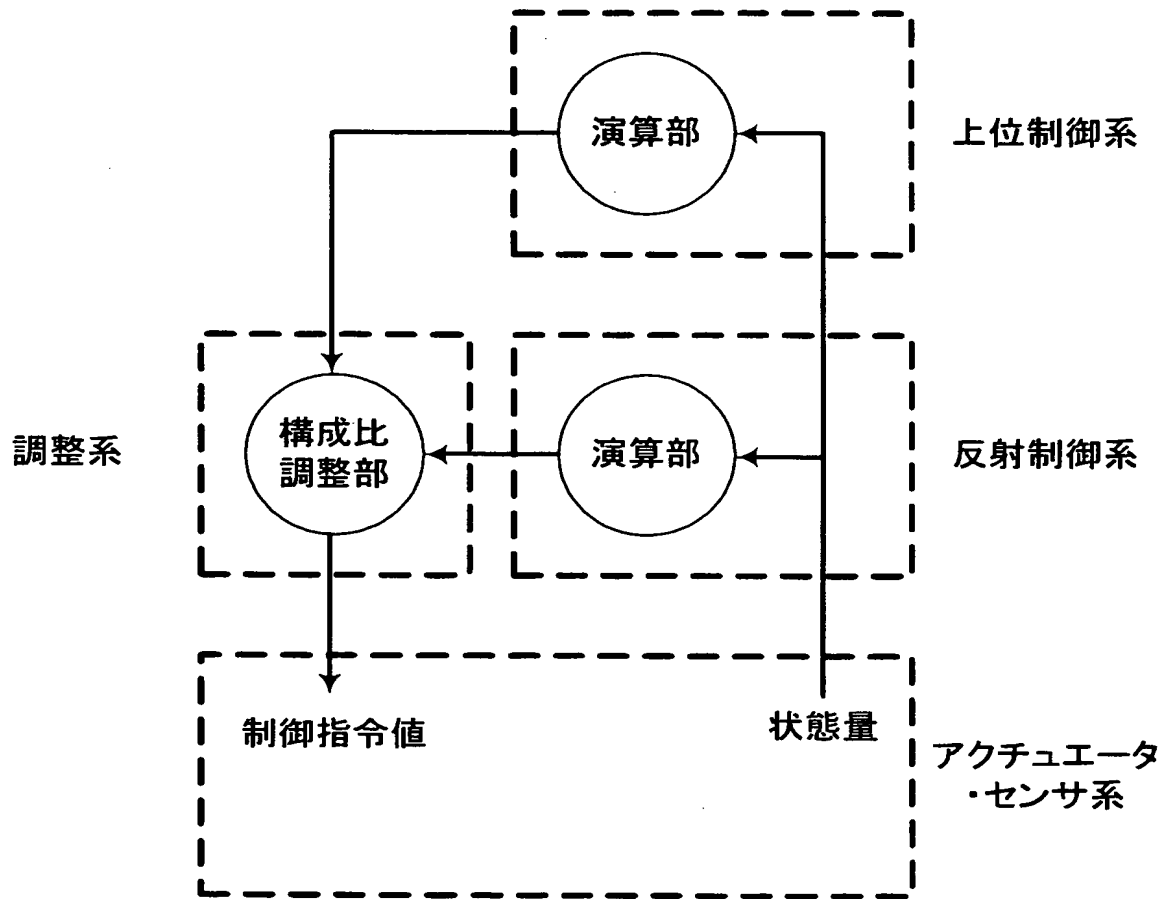 演算部
上位制御系
調整系
構成比
調整部
演算部
反射制御系
制御指令値
状態量
アクチュエータ
・センサ系